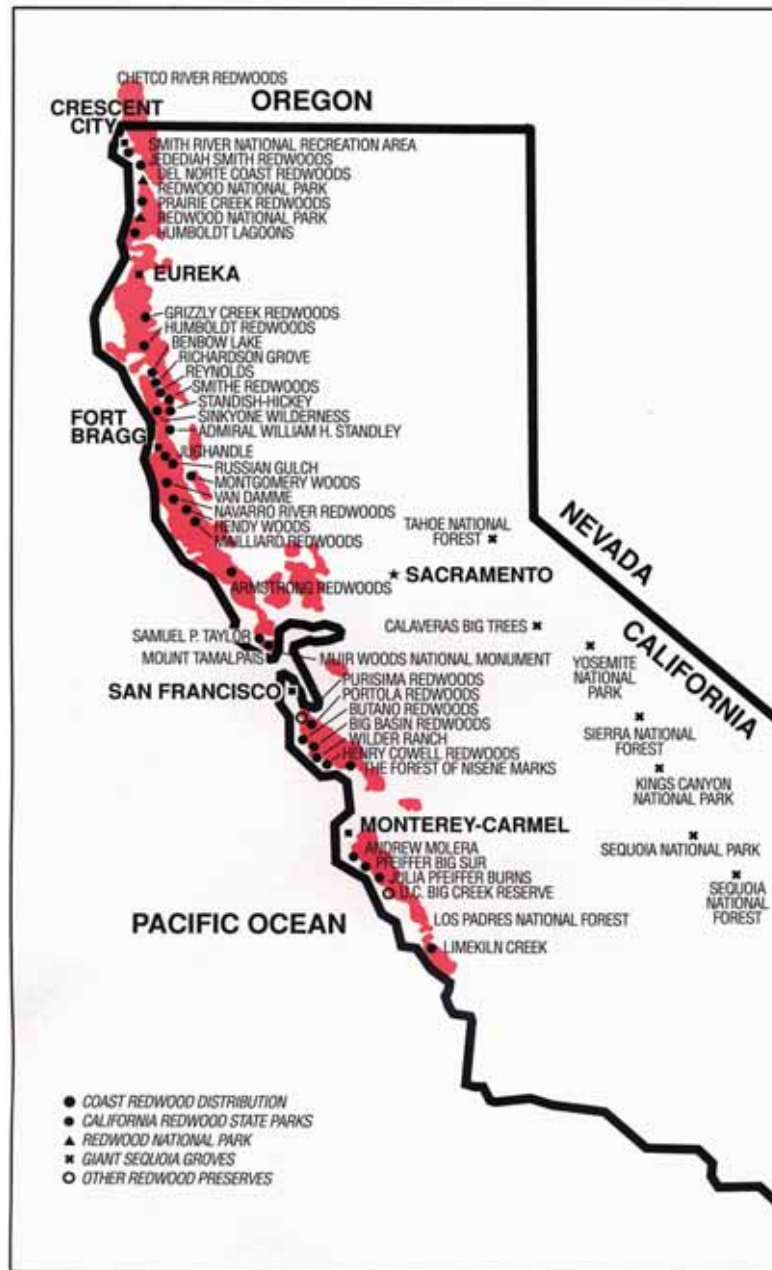 CHETCO RIVER REDWOODS
CRESCENT
CITY
OREGON
SMITH RIVER NATIONAL RECREATION AREA
JEDEDIAH SMITH REDWOODS
DEL NORTE COAST REDWOODS
REDWOOD NATIONAL PARK
PRAIRIE CREEK REDWOODS
REDWOOD NATIONAL PARK
HUMBOLDT LAGOONS
EUREKA
GRIZZLY CREEK REDWOODS
HUMBOLDT REDWOODS
BENBOW LAKE
RICHARDSON GROVE
REYNOLDS
SMITHE REDWOODS
STANDISH-HICKEY
SINKYONE WILDERNESS
ADMIRAL WILLIAM H. STANDLEY
FORT
BRAGG
JUGHANDLE
RUSSIAN GULCH
MONTGOMERY WOODS
VAN DAMME
NAVARRO RIVER REDWOODS
HENDY WOODS
MAILLIARD REDWOODS
TAHOE NATIONAL
FOREST
NEVADA
ARMSTRONG REDWOODS
SACRAMENTO
SAMUEL P. TAYLOR
MOUNT TAMALPAIS
MUIR WOODS NATIONAL MONUMENT
CALAVERAS BIG TREES
CALIFORNIA
YOSEMITE
NATIONAL
PARK
SAN FRANCISCO
PURISIMA REDWOODS
PORTOLA REDWOODS
BUTANO REDWOODS
BIG BASIN REDWOODS
WILDER RANCH
HENRY COWELL REDWOODS
THE FOREST OF NISENE MARKS
SIERRA NATIONAL
FOREST
KINGS CANYON
NATIONAL PARK
MONTEREY-CARMEL
ANDREW MOLERA
PFEIFFER BIG SUR
JULIA PFEIFFER BURNS
U.C. BIG CREEK RESERVE
SEQUOIA NATIONAL PARK
SEQUOIA
NATIONAL
FOREST
PACIFIC OCEAN
LOS PADRES NATIONAL FOREST
LIMEKILN CREEK
COAST REDWOOD DISTRIBUTION
CALIFORNIA REDWOOD STATE PARKS
REDWOOD NATIONAL PARK
GIANT SEQUOIA GROVES
OTHER REDWOOD PRESERVES